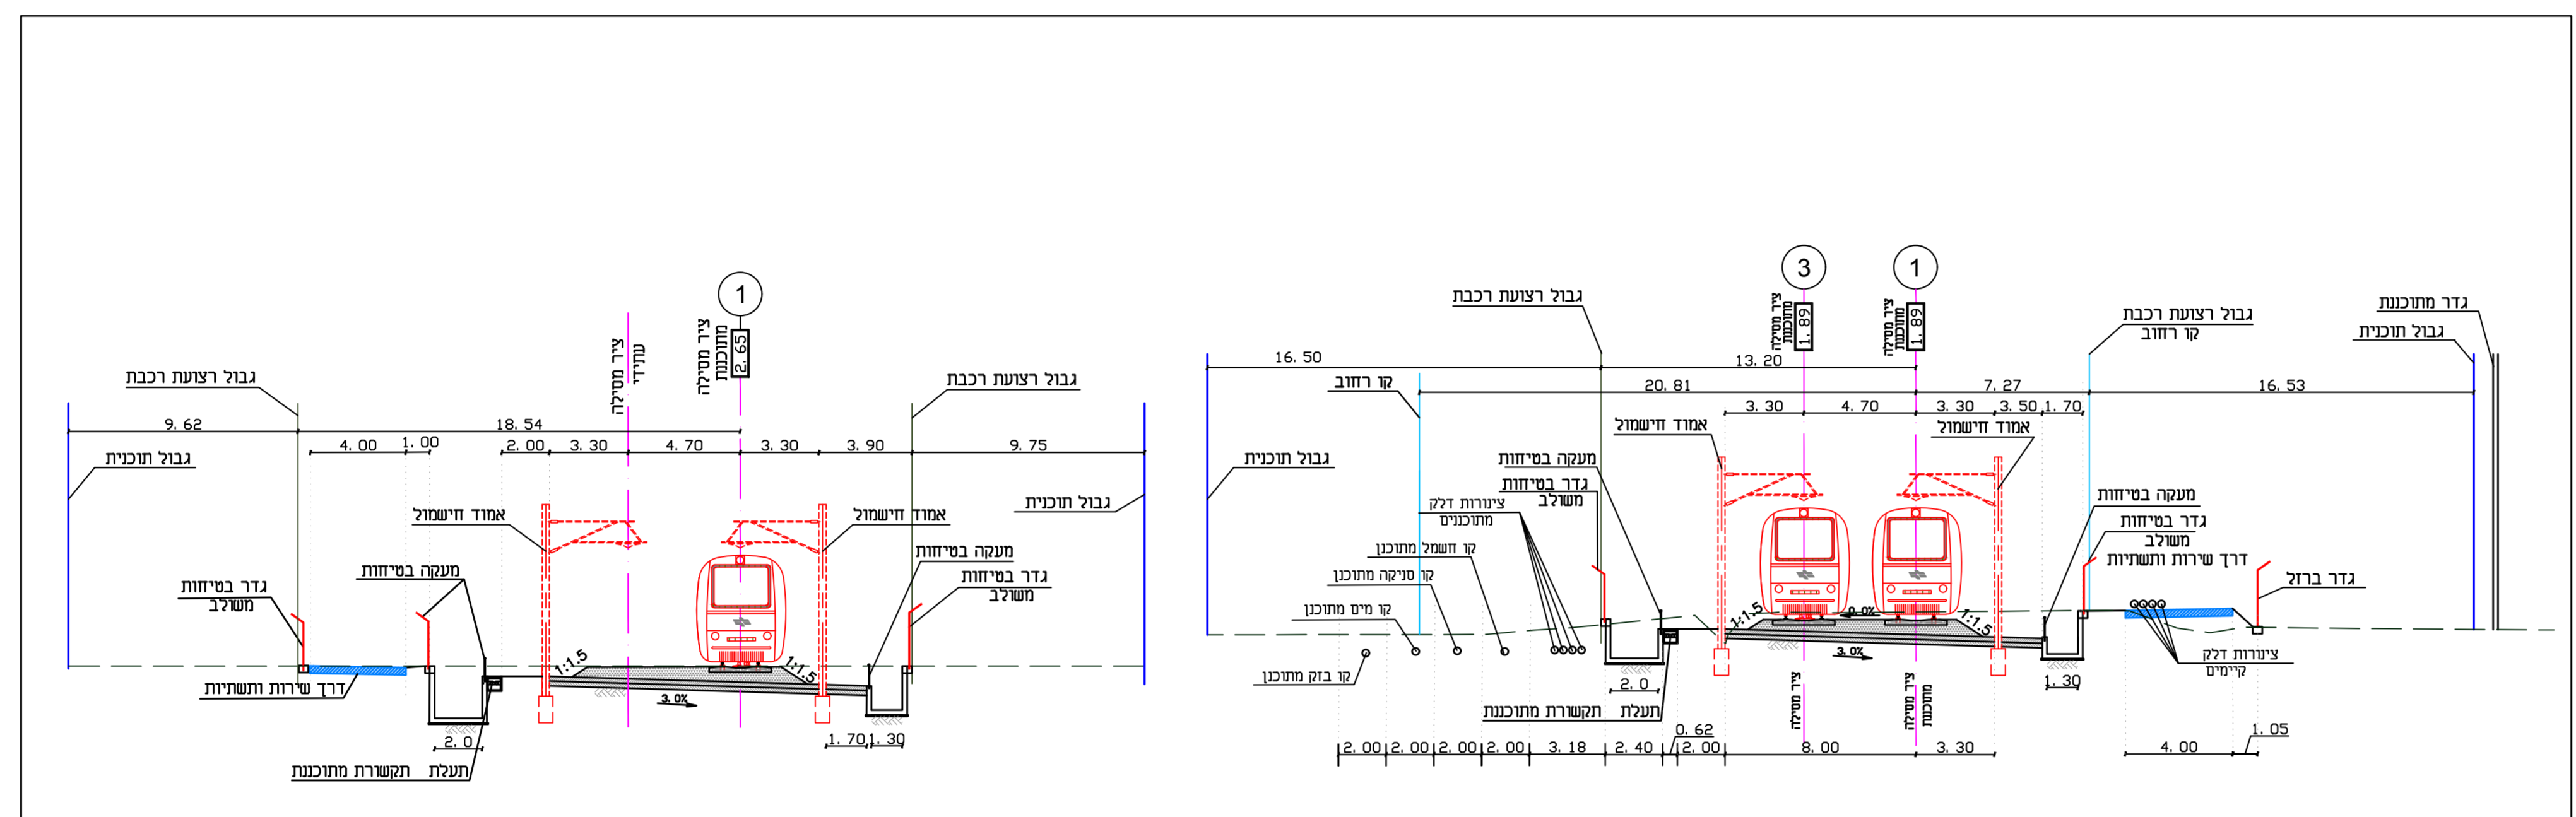 1
ציר מסילה
מתוכננת
2.65
ציר מסילה
עתידי
גבול רצועת רכבת
גבול רצועת רכבת
9.62
18.54
4.00
1.00
2.00
3.30
4.70
3.30
3.90
9.75
גבול תוכנית
גבול תוכנית
אמוד חישמול
אמוד חישמול
מעקה בטיחות
מעקה בטיחות
גדר בטיחות
משולב
גדר בטיחות
משולב
1:1.5
1:1.5
דרך שירות ותשתיות
3.0%
2.0
1.70
1.30
תעלת תקשורת מתוכננת
3
1
ציר מסילה
מתוכננת
1.89
ציר מסילה
מתוכננת
1.89
גבול רצועת רכבת
גבול רצועת רכבת
קו רחוב
גדר מתוכננת
גבול תוכנית
16.50
13.20
קו רחוב
20.81
7.27
16.53
3.30
4.70
3.30
3.50
1.70
אמוד חישמול
אמוד חישמול
גבול תוכנית
מעקה בטיחות
גדר בטיחות
משולב
צינורות דלק
מתוכננים
מעקה בטיחות
גדר בטיחות
משולב
דרך שירות ותשתיות
קו חשמל מתוכנן
קו סניקה מתוכנן
קו מים מתוכנן
קו בזק מתוכנן
גדר ברזל
1:1.5
0.0%
1:1.5
3.0%
צינורות דלק
קיימים
2.0
1.30
ציר מסילה
ציר מסילה
מתוכננת
תעלת תקשורת מתוכננת
0.62
2.00
2.00
2.00
2.00
3.18
2.40
2.00
8.00
3.30
4.00
1.05